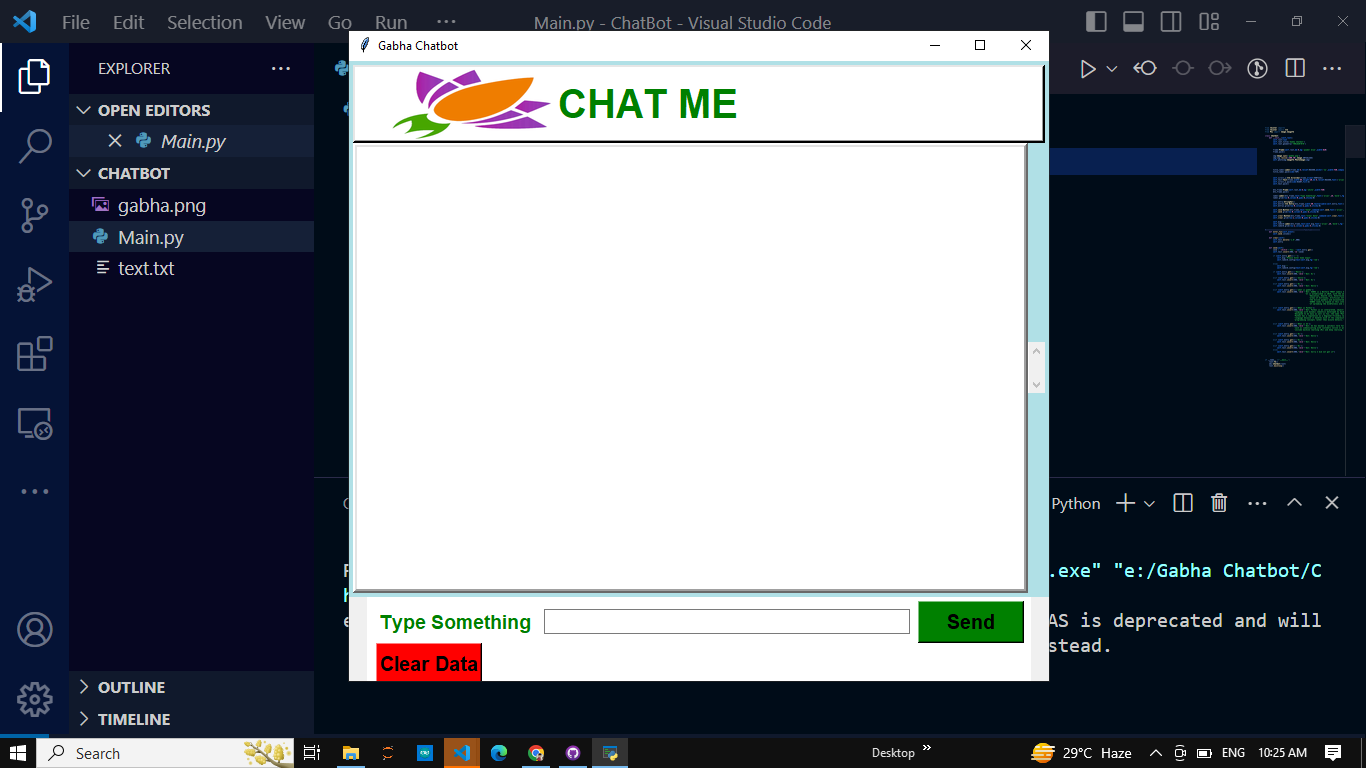 File Edit Selection View Go Run ··· Main.py - ChatBot - Visual Studio Code
Gabha Chatbot
EXPLORER
OPEN EDITORS
Main.py
CHATBOT
gabha.png
Main.py
text.txt
OUTLINE
TIMELINE
CHAT ME
Type Something
Send
Clear Data
Python
.exe" "e:/Gabha Chatbot/C
AS is deprecated and will
stead.
Search
Desktop
29°C Haze
ENG
10:25 AM